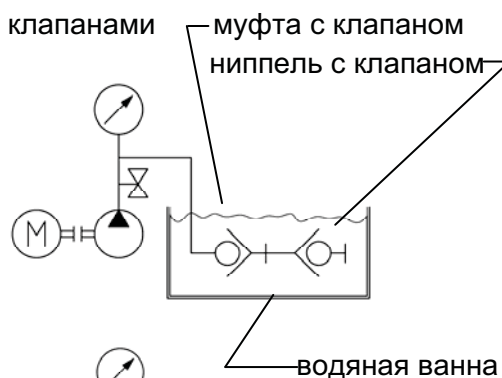 клапанами
муфта с клапаном
ниппель с клапаном
M
водяная ванна